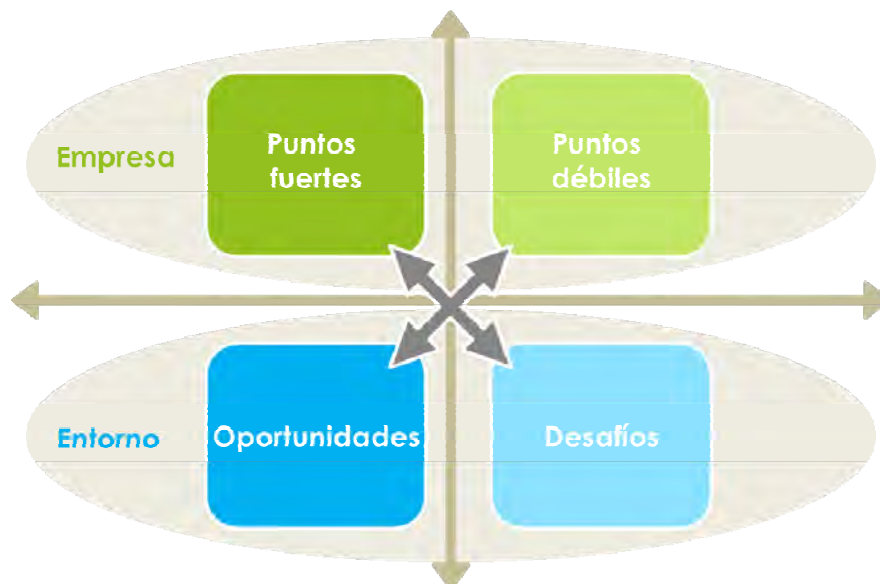 Empresa
Puntos
fuertes
Puntos
débiles
Entorno
Oportunidades
Desafíos